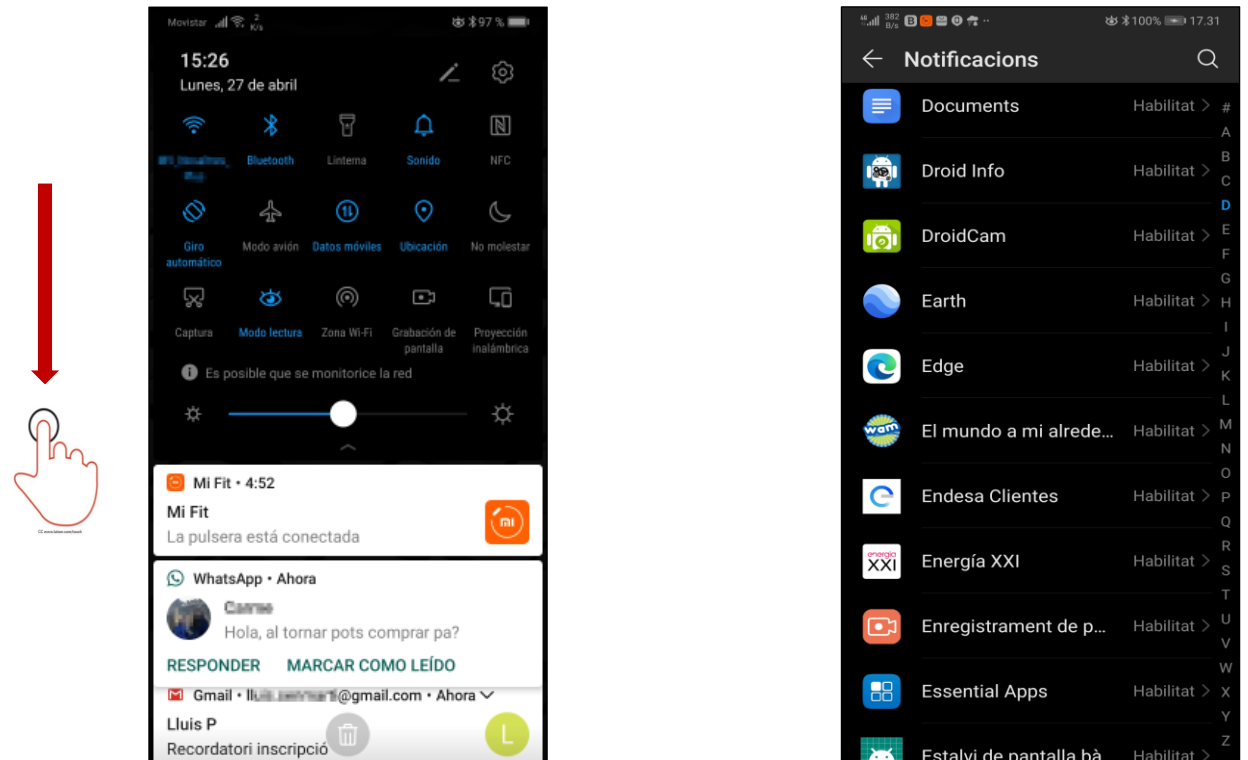 Movistar 2 K/s 97 %
15:26
Lunes, 27 de abril
Bluetooth Linterna Sonido NFC
Giro automático Modo avión Datos móviles Ubicación No molestar
Captura Modo lectura Zona Wi-Fi Grabación de pantalla Proyección inalámbrica
Es posible que se monitorice la red
Mi Fit • 4:52
Mi Fit
La pulsera está conectada
WhatsApp • Ahora
Hola, al tornar pots comprar pa?
RESPONDER MARCAR COMO LEÍDO
Gmail • @gmail.com • Ahora
Lluis P
Recordatori inscripció
L
382 B/s 100% 17.31
Notificacions
Documents Habilitat
Droid Info Habilitat
DroidCam Habilitat
Earth Habilitat
Edge Habilitat
El mundo a mi alrede... Habilitat
Endesa Clientes Habilitat
Energía XXI Habilitat
Enregistrament de p... Habilitat
Essential Apps Habilitat
Estalvi de pantalla bà Habilitat
#
A
B
C
D
E
F
G
H
I
J
K
L
M
N
O
P
Q
R
S
T
U
V
W
X
Y
Z